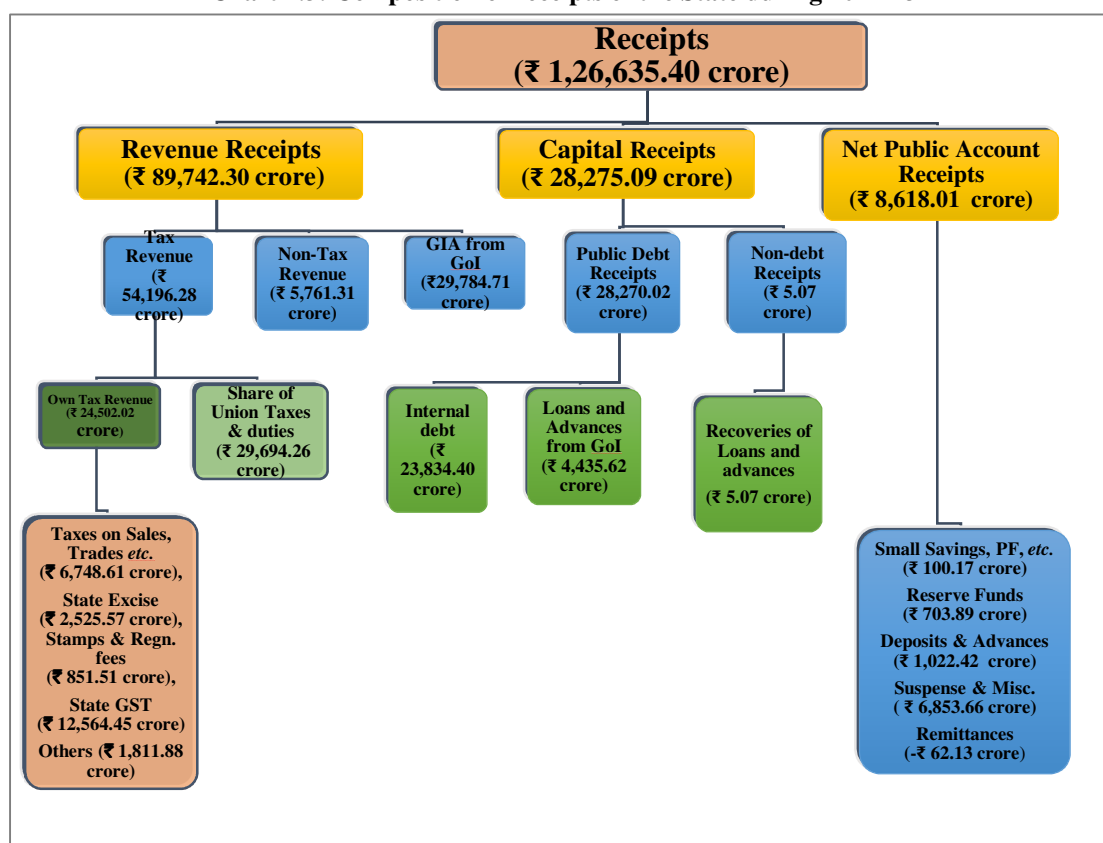 Receipts
(₹ 1,26,635.40 crore)
Revenue Receipts
(₹ 89,742.30 crore)
Capital Receipts
(₹ 28,275.09 crore)
Net Public Account
Receipts
(₹ 8,618.01 crore)
Tax
Revenue
(₹
54,196.28
crore)
Non-Tax
Revenue
(₹ 5,761.31
crore)
GIA from
GoI
(₹29,784.71
crore)
Public Debt
Receipts
(₹ 28,270.02
crore)
Non-debt
Receipts
(₹ 5.07
crore)
Own Tax Revenue
(₹ 24,502.02
crore)
Share of
Union Taxes
& duties
(₹ 29,694.26
crore)
Internal
debt
(₹
23,834.40
crore)
Loans and
Advances
from GoI
(₹ 4,435.62
crore)
Recoveries of
Loans and
advances
(₹ 5.07 crore)
Taxes on Sales,
Trades etc.
(₹ 6,748.61 crore),
State Excise
(₹ 2,525.57 crore),
Stamps & Regn.
fees
(₹ 851.51 crore),
State GST
(₹ 12,564.45 crore)
Others (₹ 1,811.88
crore)
Small Savings, PF, etc.
(₹ 100.17 crore)
Reserve Funds
(₹ 703.89 crore)
Deposits & Advances
(₹ 1,022.42 crore)
Suspense & Misc.
( ₹ 6,853.66 crore)
Remittances
(-₹ 62.13 crore)